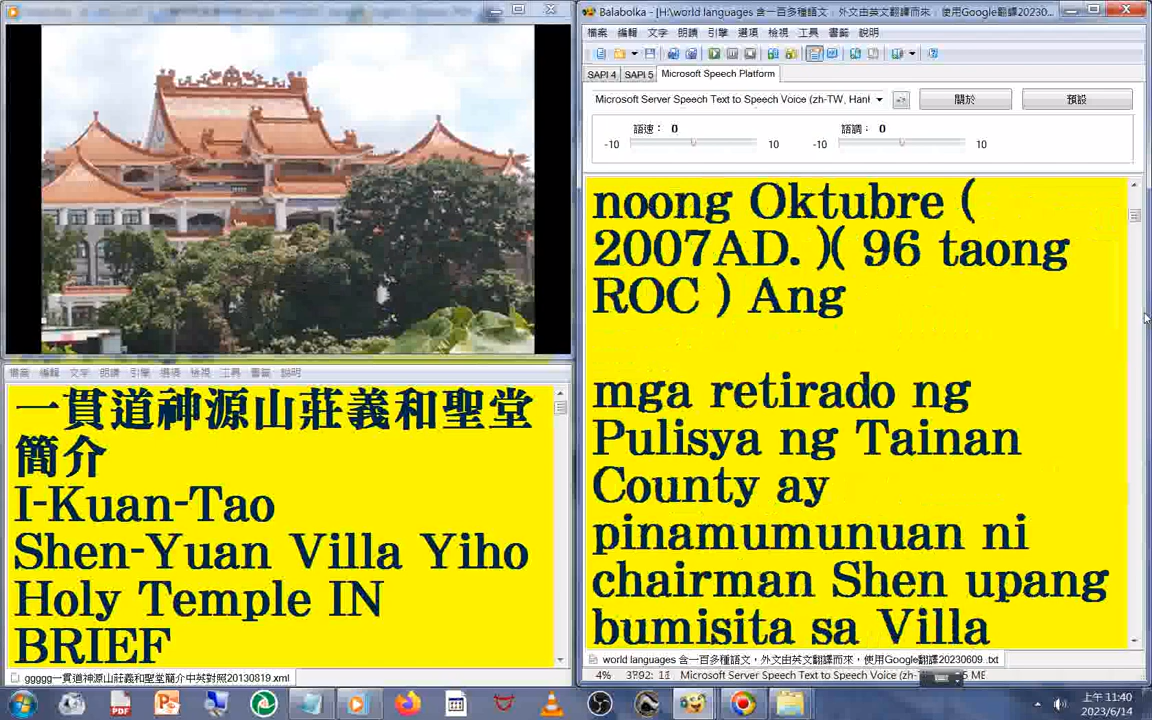 Balabolka - [H:\world languages 含一百多種語文，外文由英文翻譯而來，使用Google翻譯20230...
檔案 編輯 文字 朗讀 引擎 選項 檢視 工具 書籤 說明
SAPI 4 SAPI 5 Microsoft Speech Platform
Microsoft Server Speech Text to Speech Voice (zh-TW, Hanl
關於
預設
語速： 0
語調： 0
-10 10 -10 10
noong Oktubre (
2007AD. )( 96 taong
ROC ) Ang
mga retirado ng
Pulisya ng Tainan
County ay
pinamumunuan ni
chairman Shen upang
bumisita sa Villa
world languages 含一百多種語文，外文由英文翻譯而來，使用Google翻譯20230609 .txt
4% 3792: 11 Microsoft Server Speech Text to Speech Voice (zh-
檔案 編輯 文字 朗讀 引擎 選項 檢視 工具 書籤 說明
一貫道神源山莊義和聖堂
簡介
I-Kuan-Tao
Shen-Yuan Villa Yiho
Holy Temple IN
BRIEF
ggggg一貫道神源山莊義和聖堂簡介中英對照20130819.xml
上午 11:40
2023/6/14